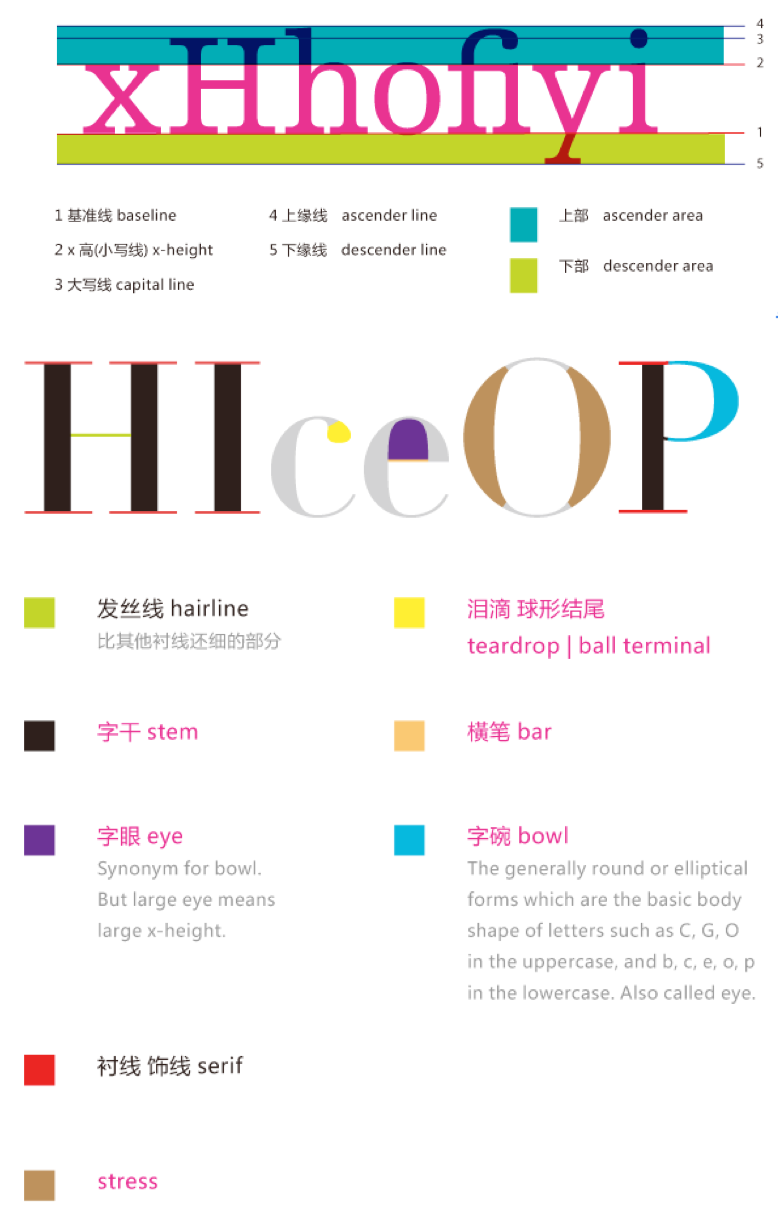 xHhofiyi
4
3
2
1
5
1 基准线 baseline
4 上缘线 ascender line
上部 ascender area
2 x 高(小写线) x-height
5 下缘线 descender line
下部 descender area
3 大写线 capital line
HIceOP
发丝线 hairline
比其他衬线还细的部分
泪滴 球形结尾
teardrop | ball terminal
字干 stem
横笔 bar
字眼 eye
Synonym for bowl.
But large eye means
large x-height.
字碗 bowl
The generally round or elliptical
forms which are the basic body
shape of letters such as C, G, O
in the uppercase, and b, c, e, o, p
in the lowercase. Also called eye.
衬线 饰线 serif
stress